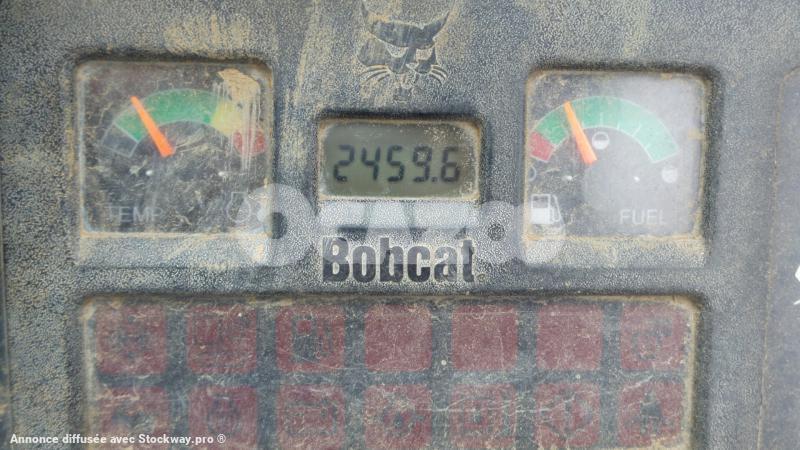 2459.6
TEMP
FUEL
Bobcat
Annonce diffusée avec Stockway.pro ®